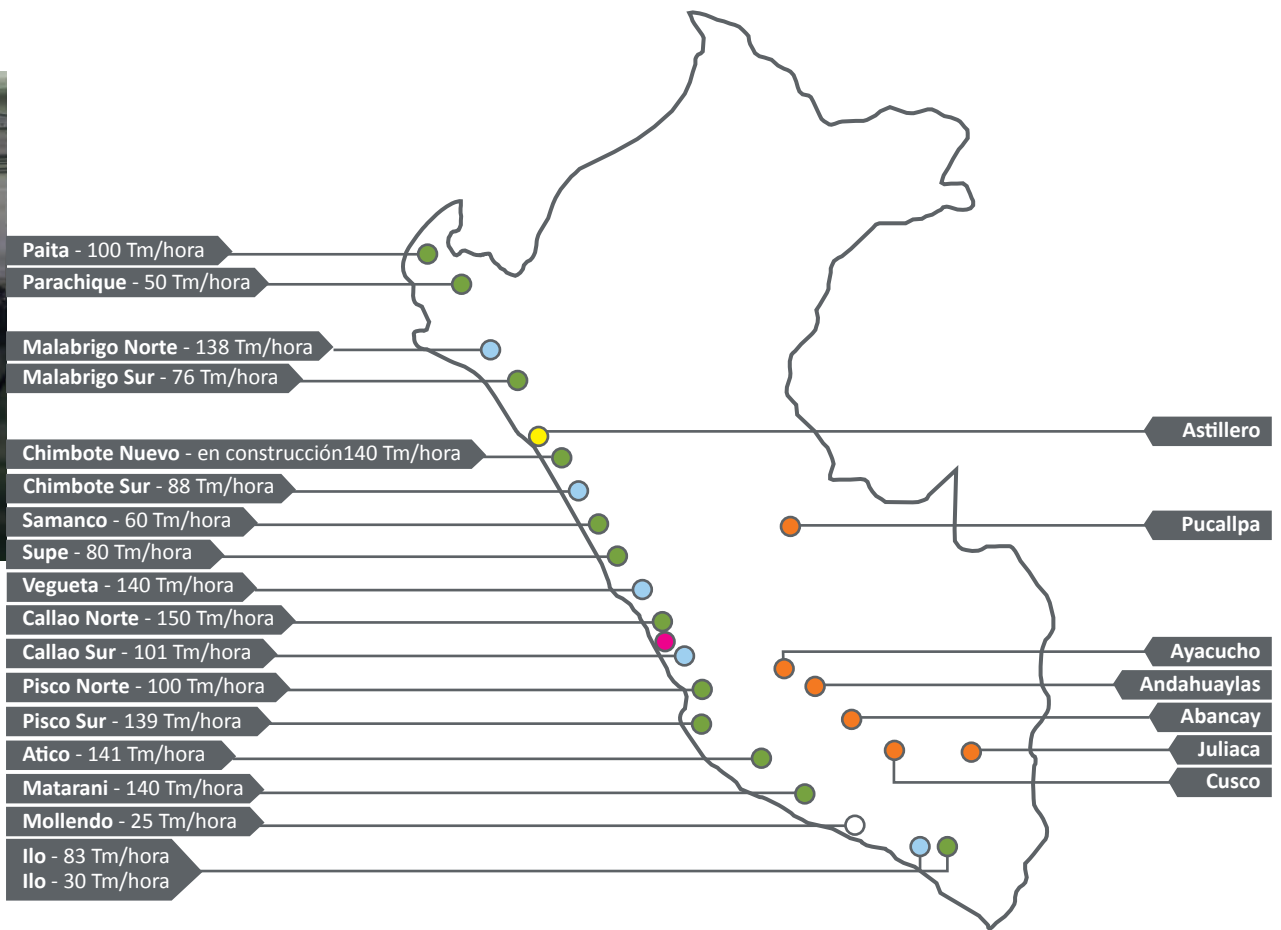 Paita - 100 Tm/hora
Parachique - 50 Tm/hora
Malabrigo Norte - 138 Tm/hora
Malabrigo Sur - 76 Tm/hora
Chimbote Nuevo - en construcción140 Tm/hora
Chimbote Sur - 88 Tm/hora
Samanco - 60 Tm/hora
Supe - 80 Tm/hora
Vegueta - 140 Tm/hora
Callao Norte - 150 Tm/hora
Callao Sur - 101 Tm/hora
Pisco Norte - 100 Tm/hora
Pisco Sur - 139 Tm/hora
Atico - 141 Tm/hora
Matarani - 140 Tm/hora
Mollendo - 25 Tm/hora
Ilo - 83 Tm/hora
Ilo - 30 Tm/hora
Astillero
Pucallpa
Ayacucho
Andahuaylas
Abancay
Juliaca
Cusco